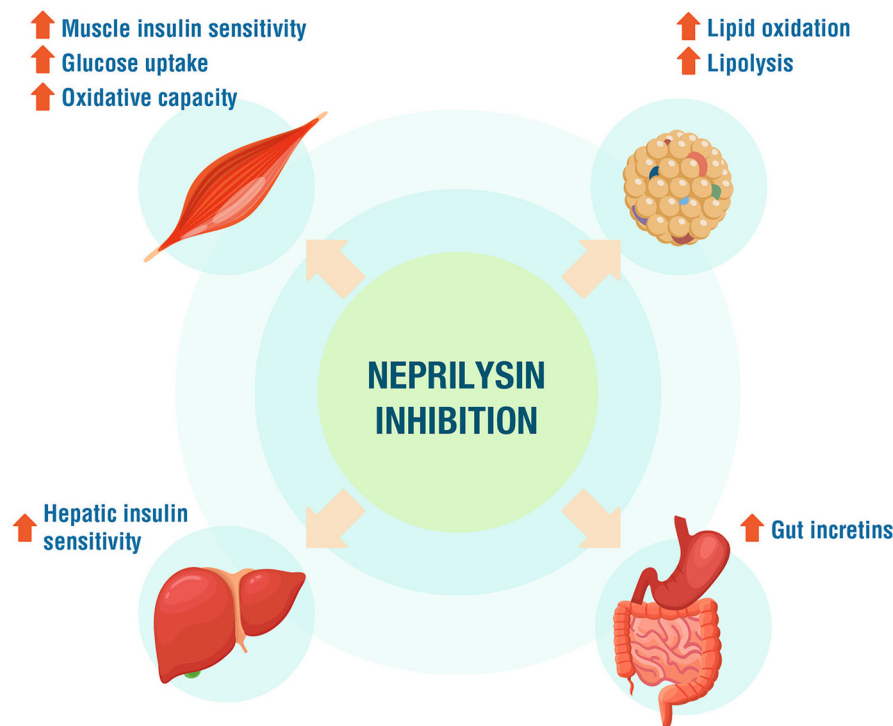 Muscle insulin sensitivity
Glucose uptake
Oxidative capacity
Lipid oxidation
Lipolysis
NEPRILYSIN
INHIBITION
Hepatic insulin
sensitivity
Gut incretins